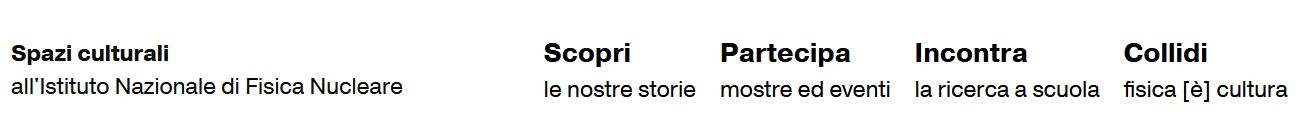 Spazi culturali
all'Istituto Nazionale di Fisica Nucleare
Scopri
le nostre storie
Partecipa
mostre ed eventi
Incontra
la ricerca a scuola
Collidi
fisica [è] cultura